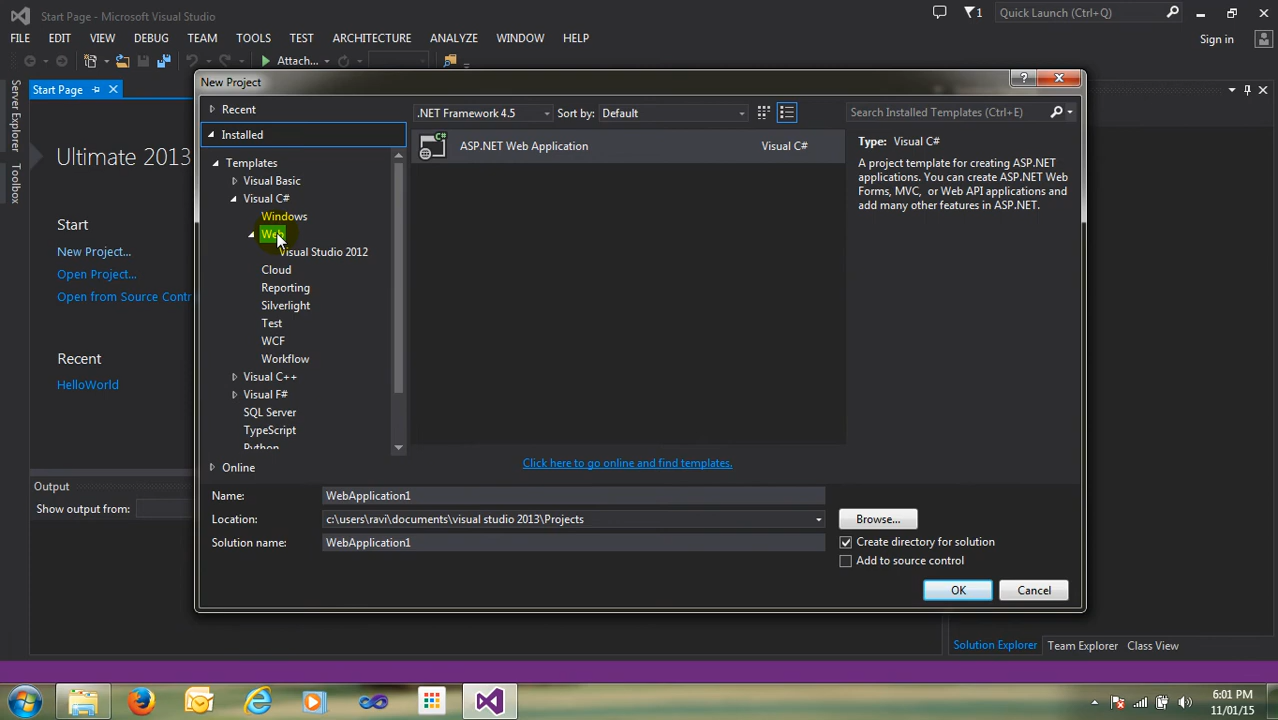 Start Page - Microsoft Visual Studio
1
Quick Launch (Ctrl+Q)
FILE EDIT VIEW DEBUG TEAM TOOLS TEST ARCHITECTURE ANALYZE WINDOW HELP
Sign in
Attach...
Server Explorer
Toolbox
Start Page
Ultimate 2013
Start
New Project...
Open Project...
Open from Source Contr
Recent
HelloWorld
Output
Show output from:
New Project
?
Recent
.NET Framework 4.5
Sort by: Default
Search Installed Templates (Ctrl+E)
Installed
Templates
Visual Basic
Visual C#
Windows
Web
Visual Studio 2012
Cloud
Reporting
Silverlight
Test
WCF
Workflow
Visual C++
Visual F#
SQL Server
TypeScript
Python
Online
C#
ASP.NET Web Application
Visual C#
Type: Visual C#
A project template for creating ASP.NET
applications. You can create ASP.NET Web
Forms, MVC, or Web API applications and
add many other features in ASP.NET.
Click here to go online and find templates.
Name: WebApplication1
Location: c:\users\ravi\documents\visual studio 2013\Projects
Solution name: WebApplication1
Browse...
Create directory for solution
Add to source control
OK Cancel
Solution Explorer Team Explorer Class View
6:01 PM
11/01/15